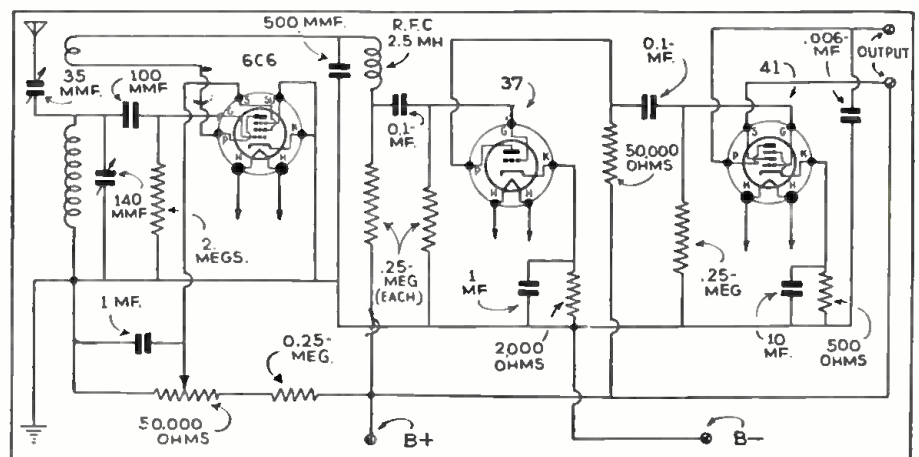 500 MMF.
R.F.C
2.5 MH
6C6
35
MMF.
100
MMF.
140
MMF
2.
MEGS.
1 MF.
50,000
OHMS
0.25-
MEG.
0.1-
MF.
.25-
MEG
(EACH)
37
1
MF
2,000
OHMS
50,000
OHMS
0.1-
MF.
41
.006-
MF
OUTPUT
.25-
MEG
10
MF.
500
OHMS
B+
B-
S
SU
G
P
K
H
H
G
P
K
H
H
S
G
P
K
H
H